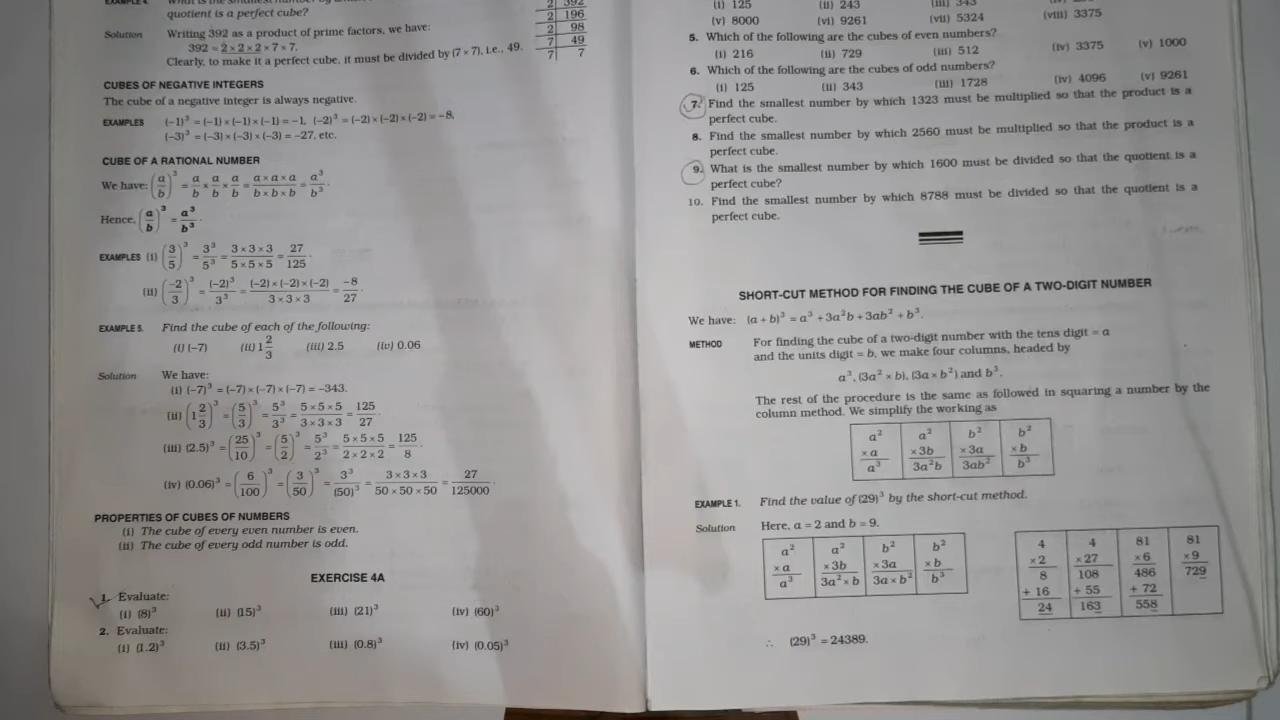 EXAMPLE 4.
quotient is a perfect cube?
Solution Writing 392 as a product of prime factors, we have:
392 = 2 × 2 × 2 × 7 × 7.
Clearly, to make it a perfect cube, it must be divided by (7 × 7), i.e., 49.
2 392
2 196
2 98
7 49
7 7
CUBES OF NEGATIVE INTEGERS
The cube of a negative integer is always negative.
EXAMPLES (−1)³ = (−1) × (−1) × (−1) = −1, (−2)³ = (−2) × (−2) × (−2) = −8,
(−3)³ = (−3) × (−3) × (−3) = −27, etc.
CUBE OF A RATIONAL NUMBER
We have: (a/b)³ = a/b × a/b × a/b = (a × a × a)/(b × b × b) = a³/b³.
Hence, (a/b)³ = a³/b³.
EXAMPLES (i) (3/5)³ = 3³/5³ = (3 × 3 × 3)/(5 × 5 × 5) = 27/125.
(ii) (−2/3)³ = (−2)³/3³ = ((−2) × (−2) × (−2))/(3 × 3 × 3) = −8/27.
EXAMPLE 5. Find the cube of each of the following:
(i) (−7) (ii) 1 2/3 (iii) 2.5 (iv) 0.06
Solution We have:
(i) (−7)³ = (−7) × (−7) × (−7) = −343.
(ii) (1 2/3)³ = (5/3)³ = 5³/3³ = (5 × 5 × 5)/(3 × 3 × 3) = 125/27.
(iii) (2.5)³ = (25/10)³ = (5/2)³ = 5³/2³ = (5 × 5 × 5)/(2 × 2 × 2) = 125/8.
(iv) (0.06)³ = (6/100)³ = (3/50)³ = 3³/(50)³ = (3 × 3 × 3)/(50 × 50 × 50) = 27/125000.
PROPERTIES OF CUBES OF NUMBERS
(i) The cube of every even number is even.
(ii) The cube of every odd number is odd.
EXERCISE 4A
1. Evaluate:
(i) (8)³ (ii) (15)³ (iii) (21)³ (iv) (60)³
2. Evaluate:
(i) (1.2)³ (ii) (3.5)³ (iii) (0.8)³ (iv) (0.05)³
(i) 125 (ii) 243 (iii) 343
(v) 8000 (vi) 9261 (vii) 5324 (viii) 3375
5. Which of the following are the cubes of even numbers?
(i) 216 (ii) 729 (iii) 512 (iv) 3375 (v) 1000
6. Which of the following are the cubes of odd numbers?
(i) 125 (ii) 343 (iii) 1728 (iv) 4096 (v) 9261
7. Find the smallest number by which 1323 must be multiplied so that the product is a
perfect cube.
8. Find the smallest number by which 2560 must be multiplied so that the product is a
perfect cube.
9. What is the smallest number by which 1600 must be divided so that the quotient is a
perfect cube?
10. Find the smallest number by which 8788 must be divided so that the quotient is a
perfect cube.
SHORT-CUT METHOD FOR FINDING THE CUBE OF A TWO-DIGIT NUMBER
We have: (a + b)³ = a³ + 3a²b + 3ab² + b³.
METHOD For finding the cube of a two-digit number with the tens digit = a
and the units digit = b, we make four columns, headed by
a³, (3a² × b), (3a × b²) and b³.
The rest of the procedure is the same as followed in squaring a number by the
column method. We simplify the working as
a² a² b² b²
× a × 3b × 3a × b
a³ 3a²b 3ab² b³
EXAMPLE 1. Find the value of (29)³ by the short-cut method.
Solution Here, a = 2 and b = 9.
a² a² b² b²
× a × 3b × 3a × b
a³ 3a² × b 3a × b² b³
4 4 81 81
×2 ×27 ×6 ×9
8 108 486 729
+ 16 + 55 + 72
24 163 558
∴ (29)³ = 24389.